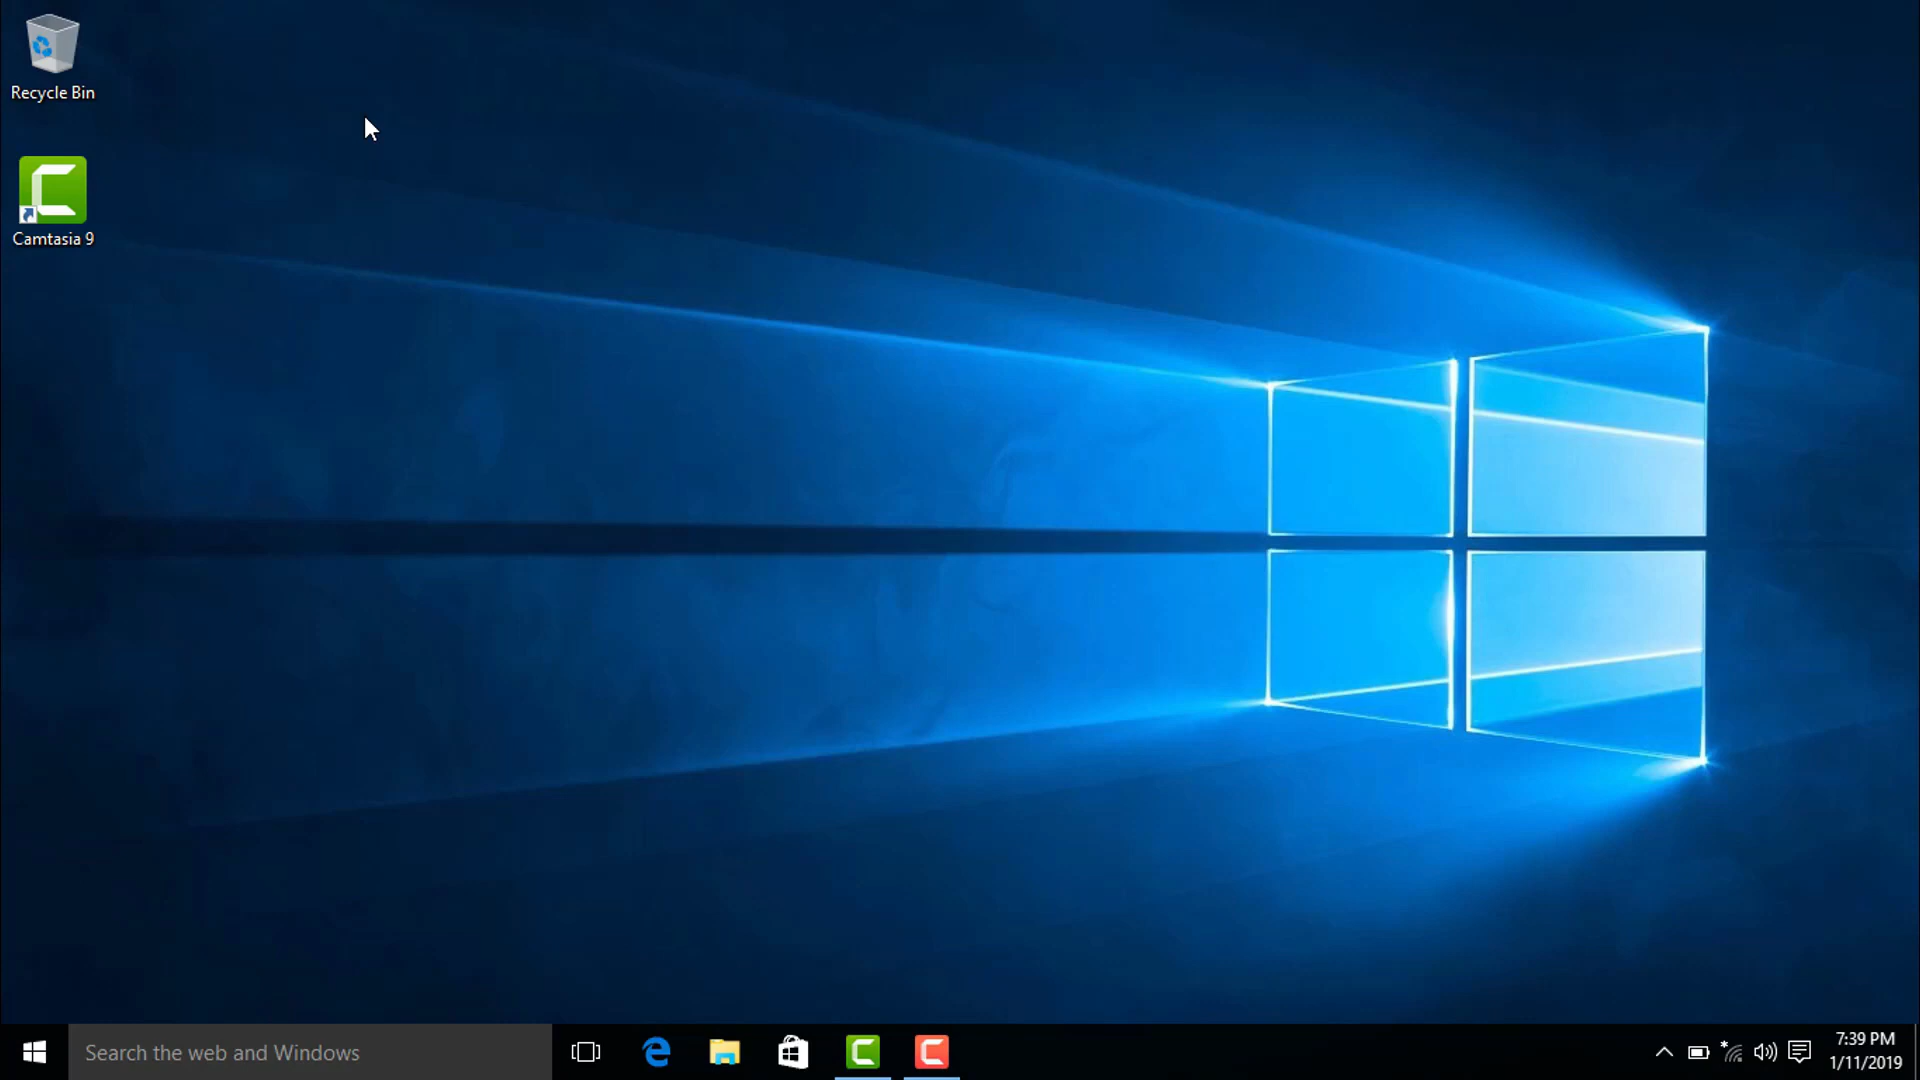 Recycle Bin
Camtasia 9
Search the web and Windows
7:39 PM
1/11/2019